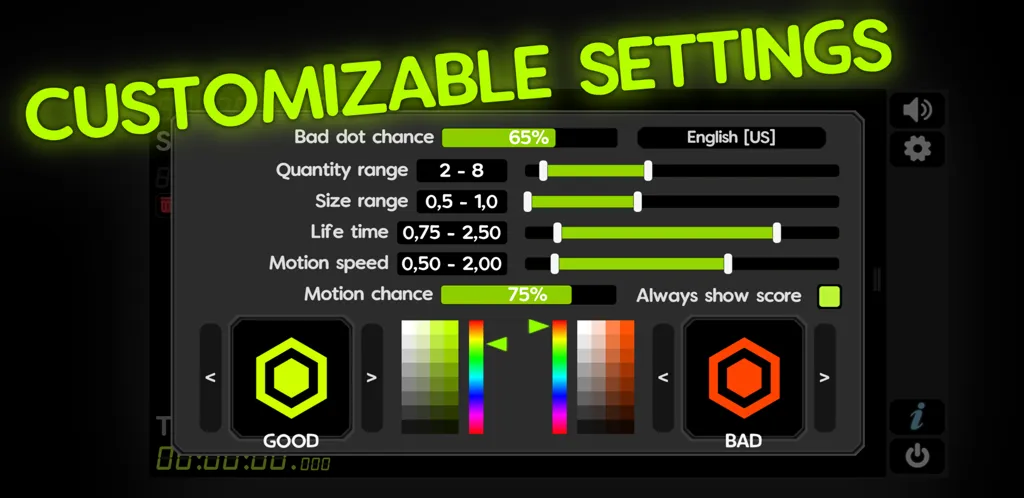 CUSTOMIZABLE SETTINGS
Bad dot chance 65% English [US]
Quantity range 2 - 8
Size range 0,5 - 1,0
Life time 0,75 - 2,50
Motion speed 0,50 - 2,00
Motion chance 75% Always show score
< > < >
GOOD BAD
i
00:00:00.000